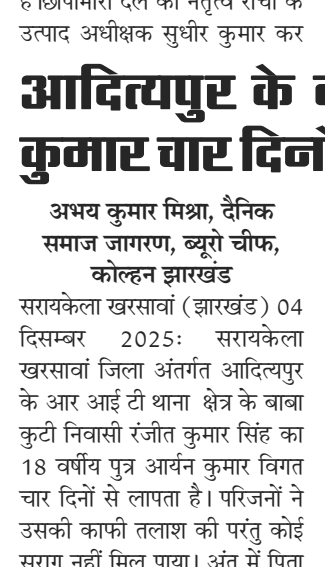 है छापामारी दल का नेतृत्व रांची के
उत्पाद अधीक्षक सुधीर कुमार कर
आदित्यपुर के
कुमार चार दिनों
अभय कुमार मिश्रा, दैनिक
समाज जागरण, ब्यूरो चीफ,
कोल्हन झारखंड
सरायकेला खरसावां (झारखंड) 04
दिसम्बर 2025: सरायकेला
खरसावां जिला अंतर्गत आदित्यपुर
के आर आई टी थाना क्षेत्र के बाबा
कुटी निवासी रंजीत कुमार सिंह का
18 वर्षीय पुत्र आर्यन कुमार विगत
चार दिनों से लापता है। परिजनों ने
उसकी काफी तलाश की परंतु कोई
सुराग नहीं मिल पाया। अंत में पिता